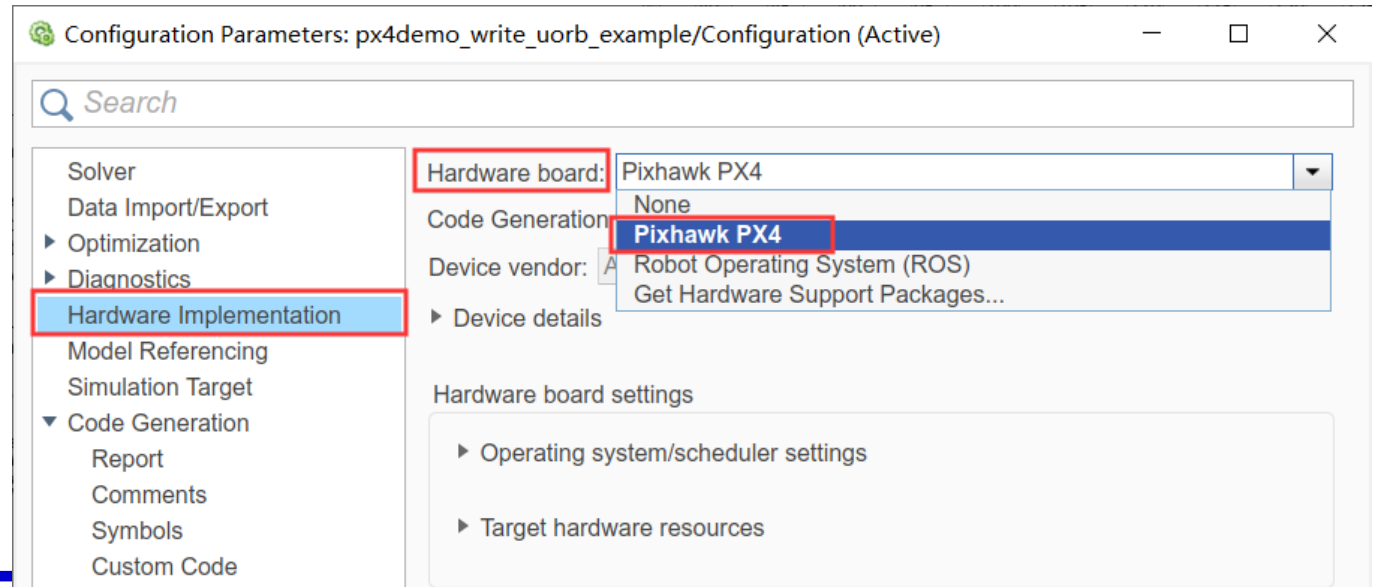 Configuration Parameters: px4demo_write_uorb_example/Configuration (Active)
Search
Solver
Data Import/Export
Optimization
Diagnostics
Hardware Implementation
Model Referencing
Simulation Target
Code Generation
Report
Comments
Symbols
Custom Code
Hardware board: Pixhawk PX4
None
Pixhawk PX4
Robot Operating System (ROS)
Get Hardware Support Packages...
Code Generation
Device vendor: A
Device details
Hardware board settings
Operating system/scheduler settings
Target hardware resources